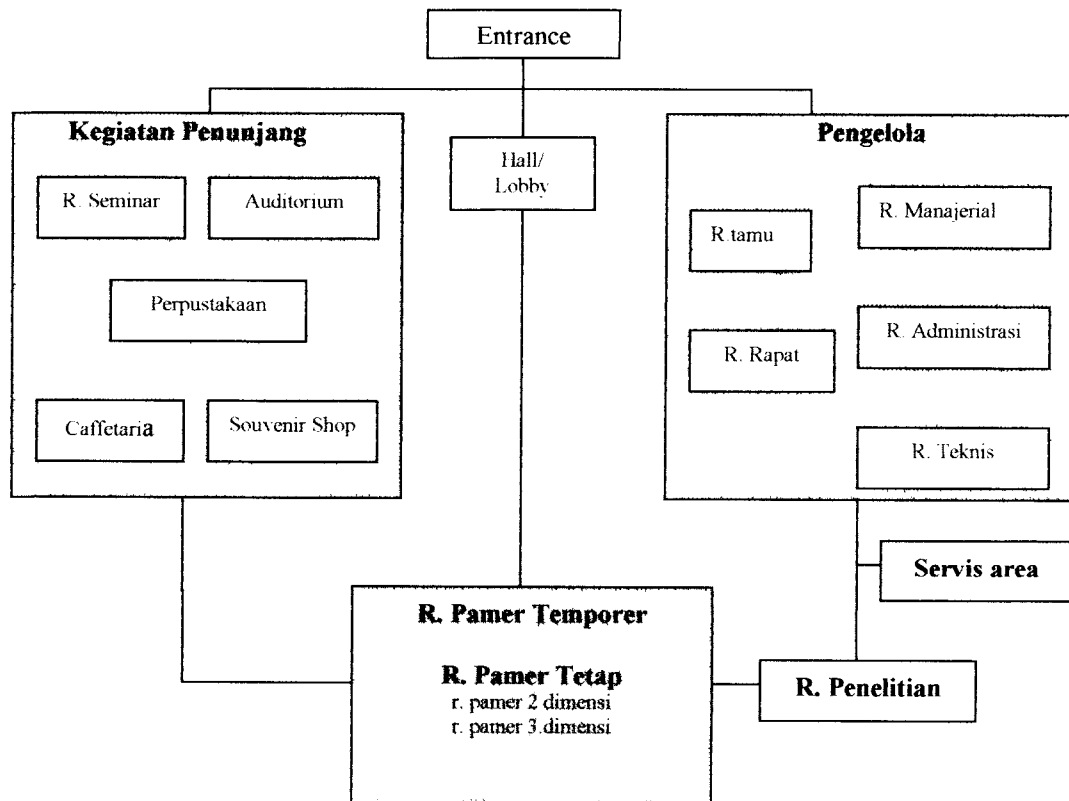 Entrance
Kegiatan Penunjang
R. Seminar
Auditorium
Perpustakaan
Caffetaria
Souvenir Shop
Hall/
Lobby
Pengelola
R.tamu
R. Manajerial
R. Rapat
R. Administrasi
R. Teknis
Servis area
R. Penelitian
R. Pamer Temporer
R. Pamer Tetap
r. pamer 2 dimensi
r. pamer 3.dimensi